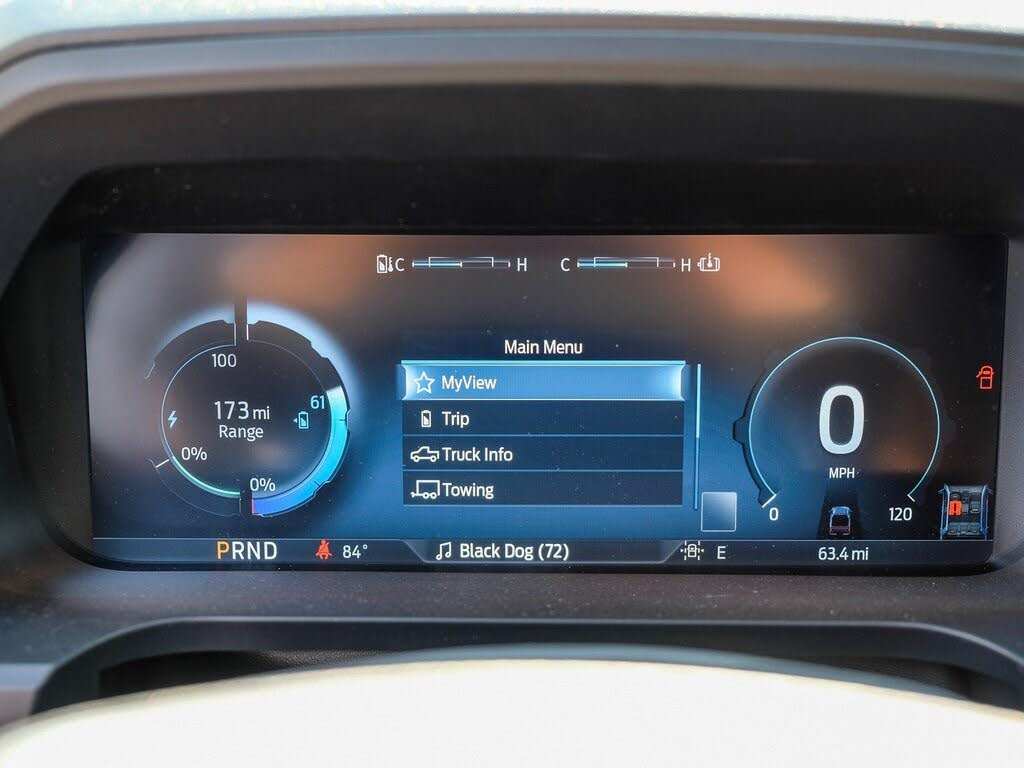 C H C H
Main Menu
MyView
Trip
Truck Info
Towing
100
173 mi
Range
61
0%
0%
0
MPH
0 120
PRND 84° Black Dog (72) E 63.4 mi